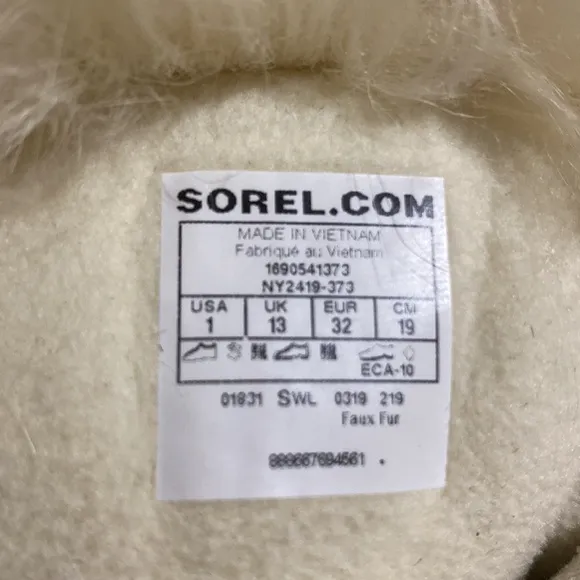 SOREL.COM
MADE IN VIETNAM
Fabriqué au Vietnam
1690541373
NY2419-373
USA UK EUR CM
1 13 32 19
ECA-10
01831 SWL 0319 219
Faux Fur